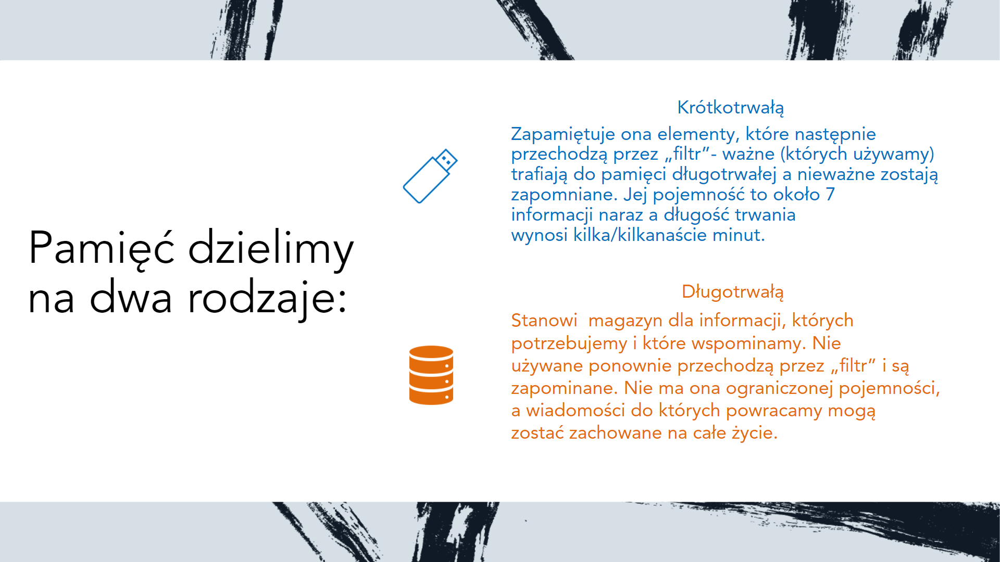 Pamięć dzielimy
na dwa rodzaje:
Krótkotrwałą
Zapamiętuje ona elementy, które następnie
przechodzą przez „filtr”- ważne (których używamy)
trafiają do pamięci długotrwałej a nieważne zostają
zapomniane. Jej pojemność to około 7
informacji naraz a długość trwania
wynosi kilka/kilkanaście minut.
Długotrwałą
Stanowi  magazyn dla informacji, których
potrzebujemy i które wspominamy. Nie
używane ponownie przechodzą przez „filtr” i są
zapominane. Nie ma ona ograniczonej pojemności,
a wiadomości do których powracamy mogą
zostać zachowane na całe życie.